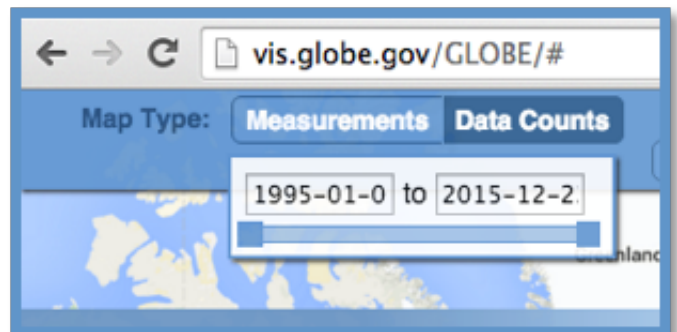 vis.globe.gov/GLOBE/#
Map Type: Measurements Data Counts
1995-01-0 to 2015-12-2